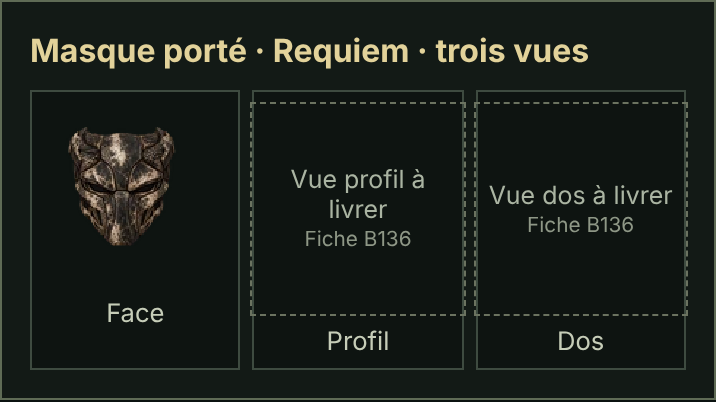 Masque porté · Requiem · trois vues
Vue profil à
livrer
Fiche B136
Vue dos à livrer
Fiche B136
Face
Profil
Dos